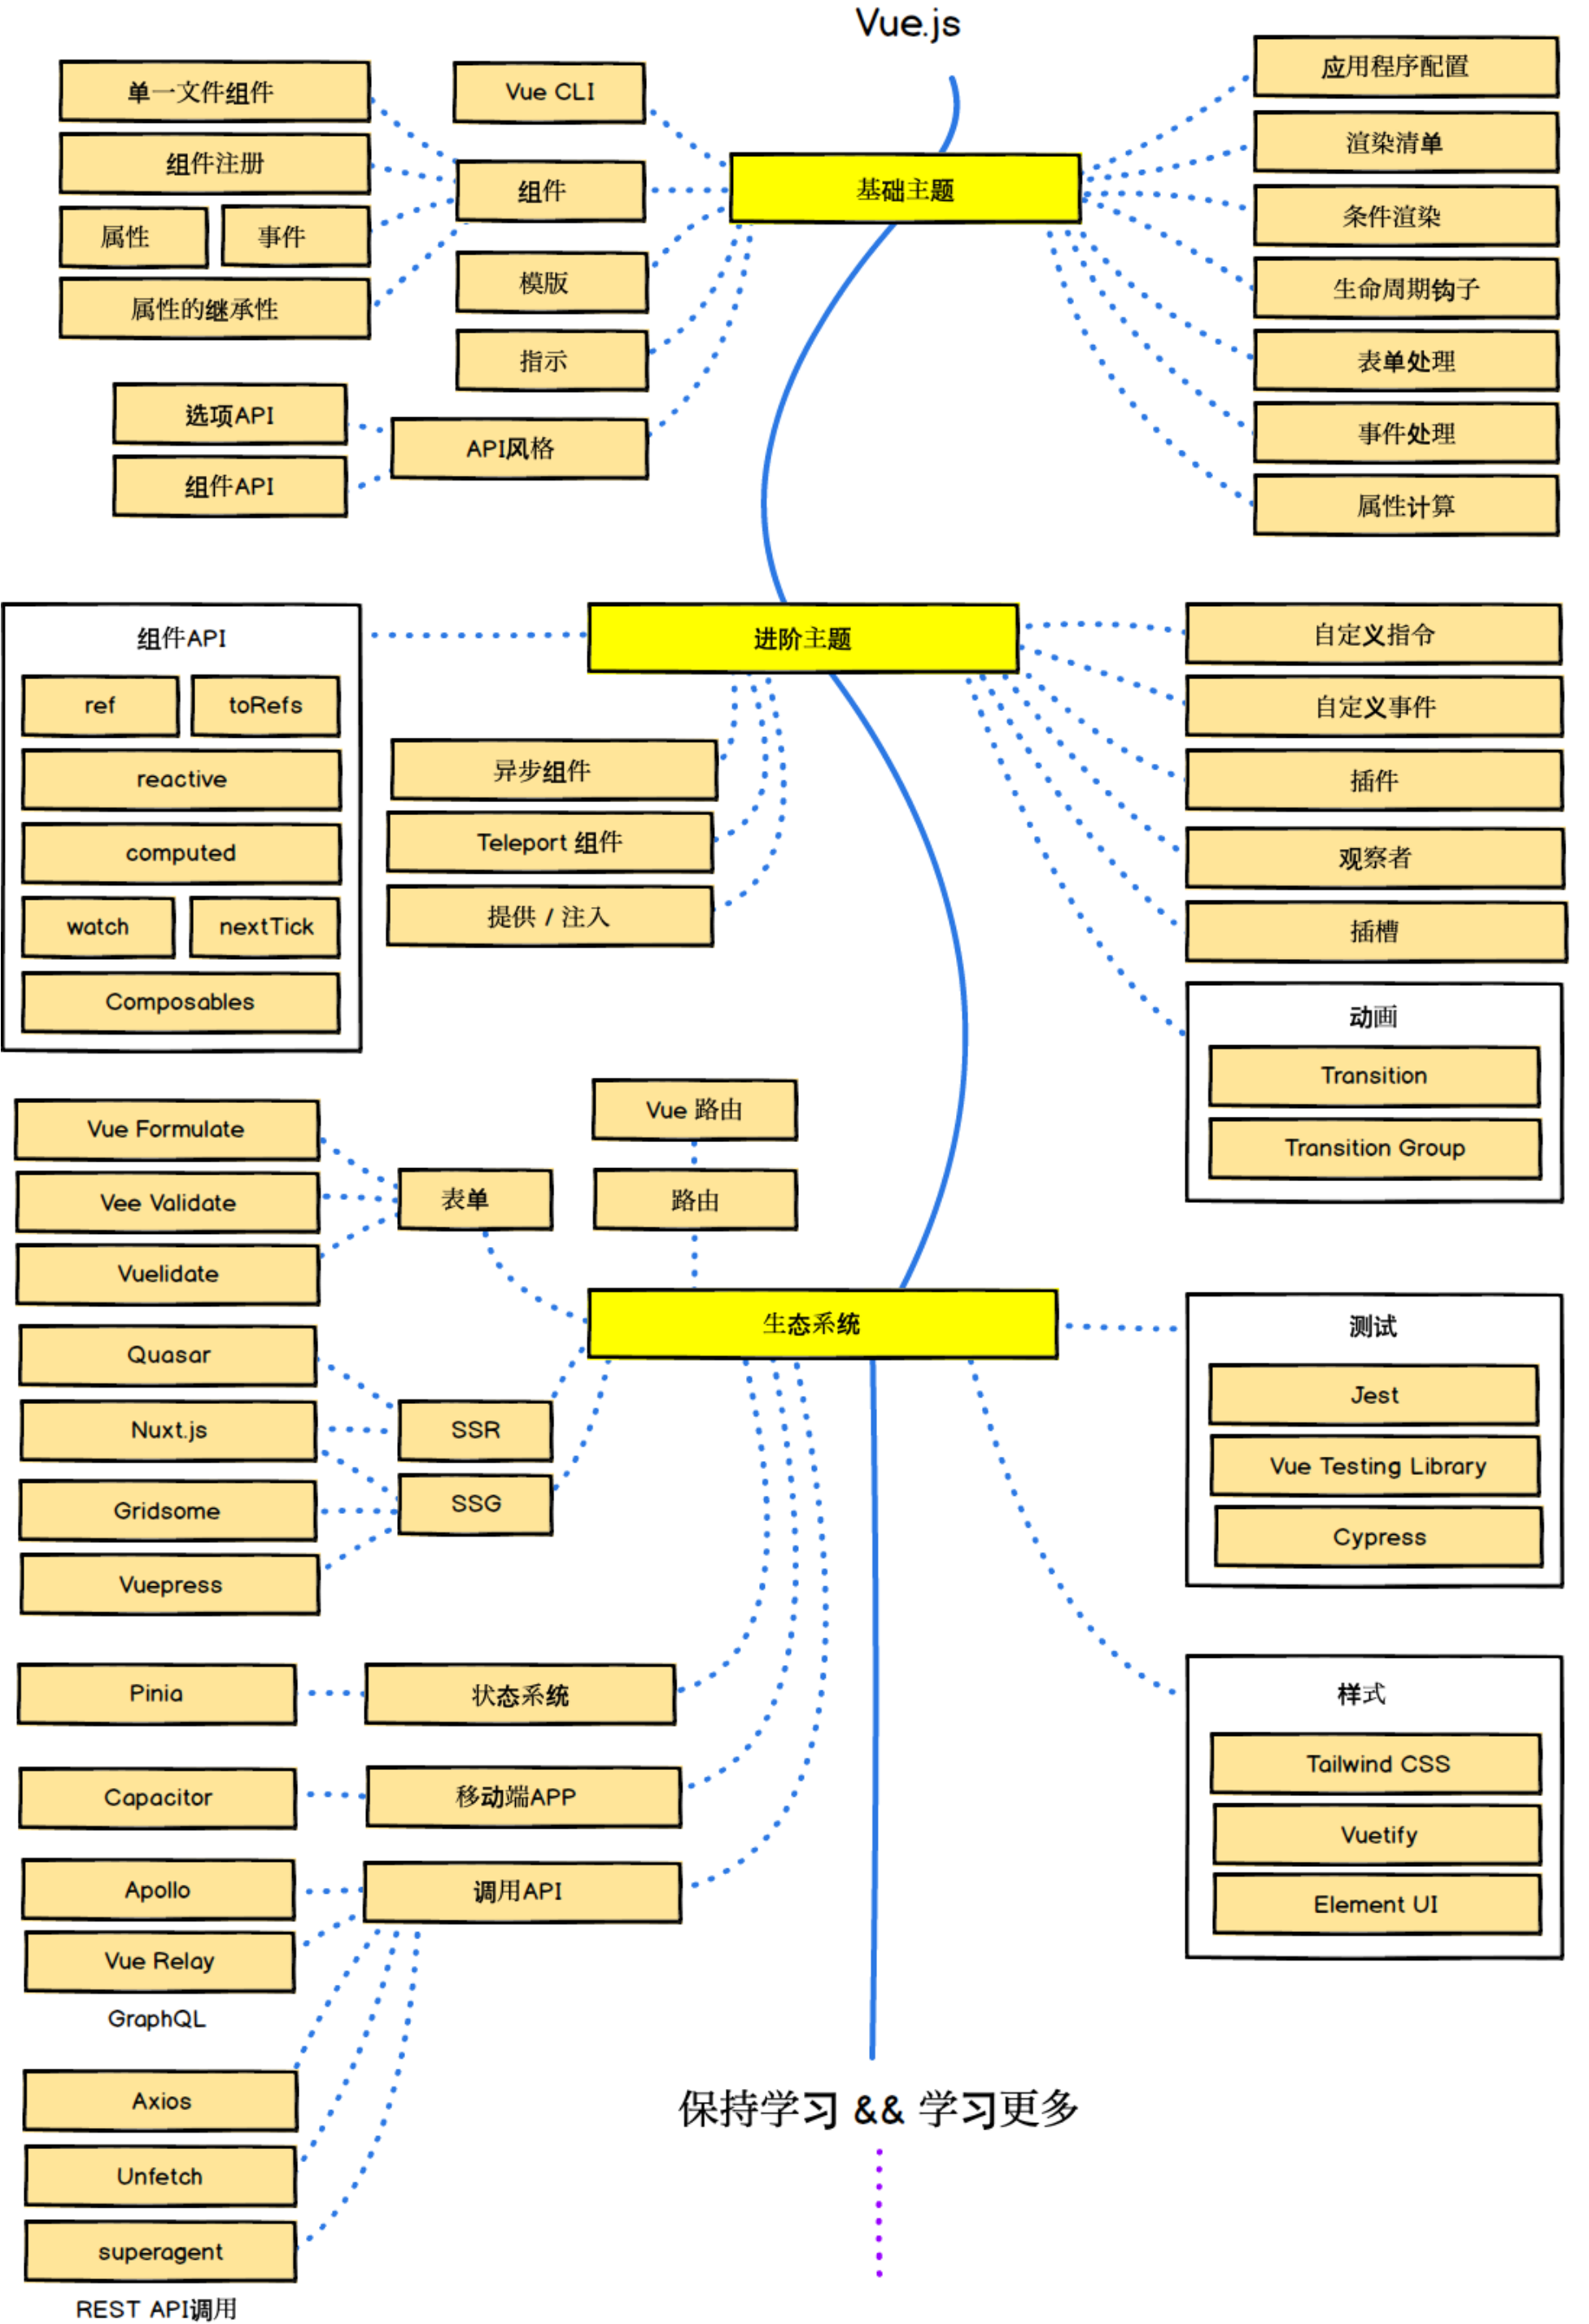 Vue.js
单一文件组件
组件注册
属性
事件
属性的继承性
Vue CLI
组件
模版
指示
API风格
选项API
组件API
基础主题
应用程序配置
渲染清单
条件渲染
生命周期钩子
表单处理
事件处理
属性计算
进阶主题
组件API
ref
toRefs
reactive
computed
watch
nextTick
Composables
异步组件
Teleport 组件
提供 / 注入
自定义指令
自定义事件
插件
观察者
插槽
动画
Transition
Transition Group
Vue 路由
路由
Vue Formulate
Vee Validate
Vuelidate
表单
生态系统
Quasar
Nuxt.js
Gridsome
Vuepress
SSR
SSG
测试
Jest
Vue Testing Library
Cypress
Pinia
状态系统
Capacitor
移动端APP
Apollo
Vue Relay
GraphQL
调用API
样式
Tailwind CSS
Vuetify
Element UI
Axios
Unfetch
superagent
REST API调用
保持学习 && 学习更多